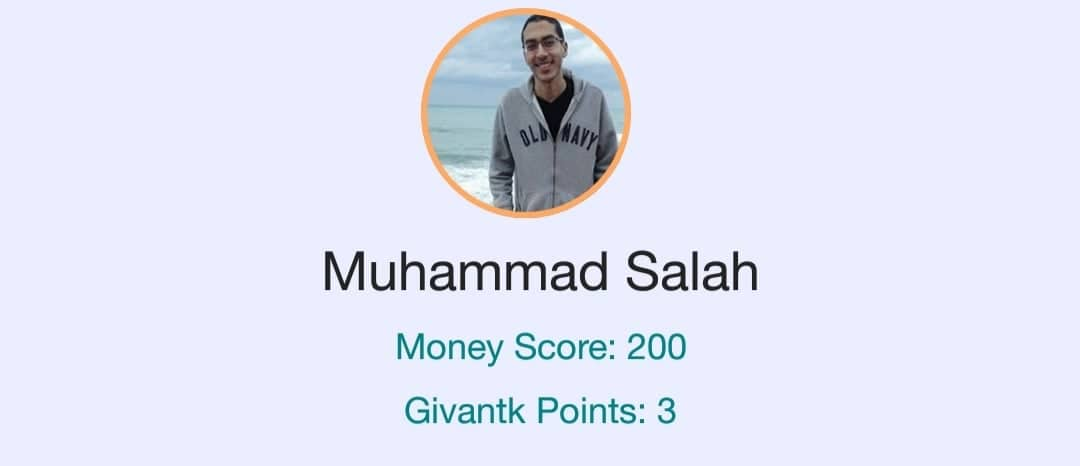 OLD NAVY
Muhammad Salah
Money Score: 200
Givantk Points: 3